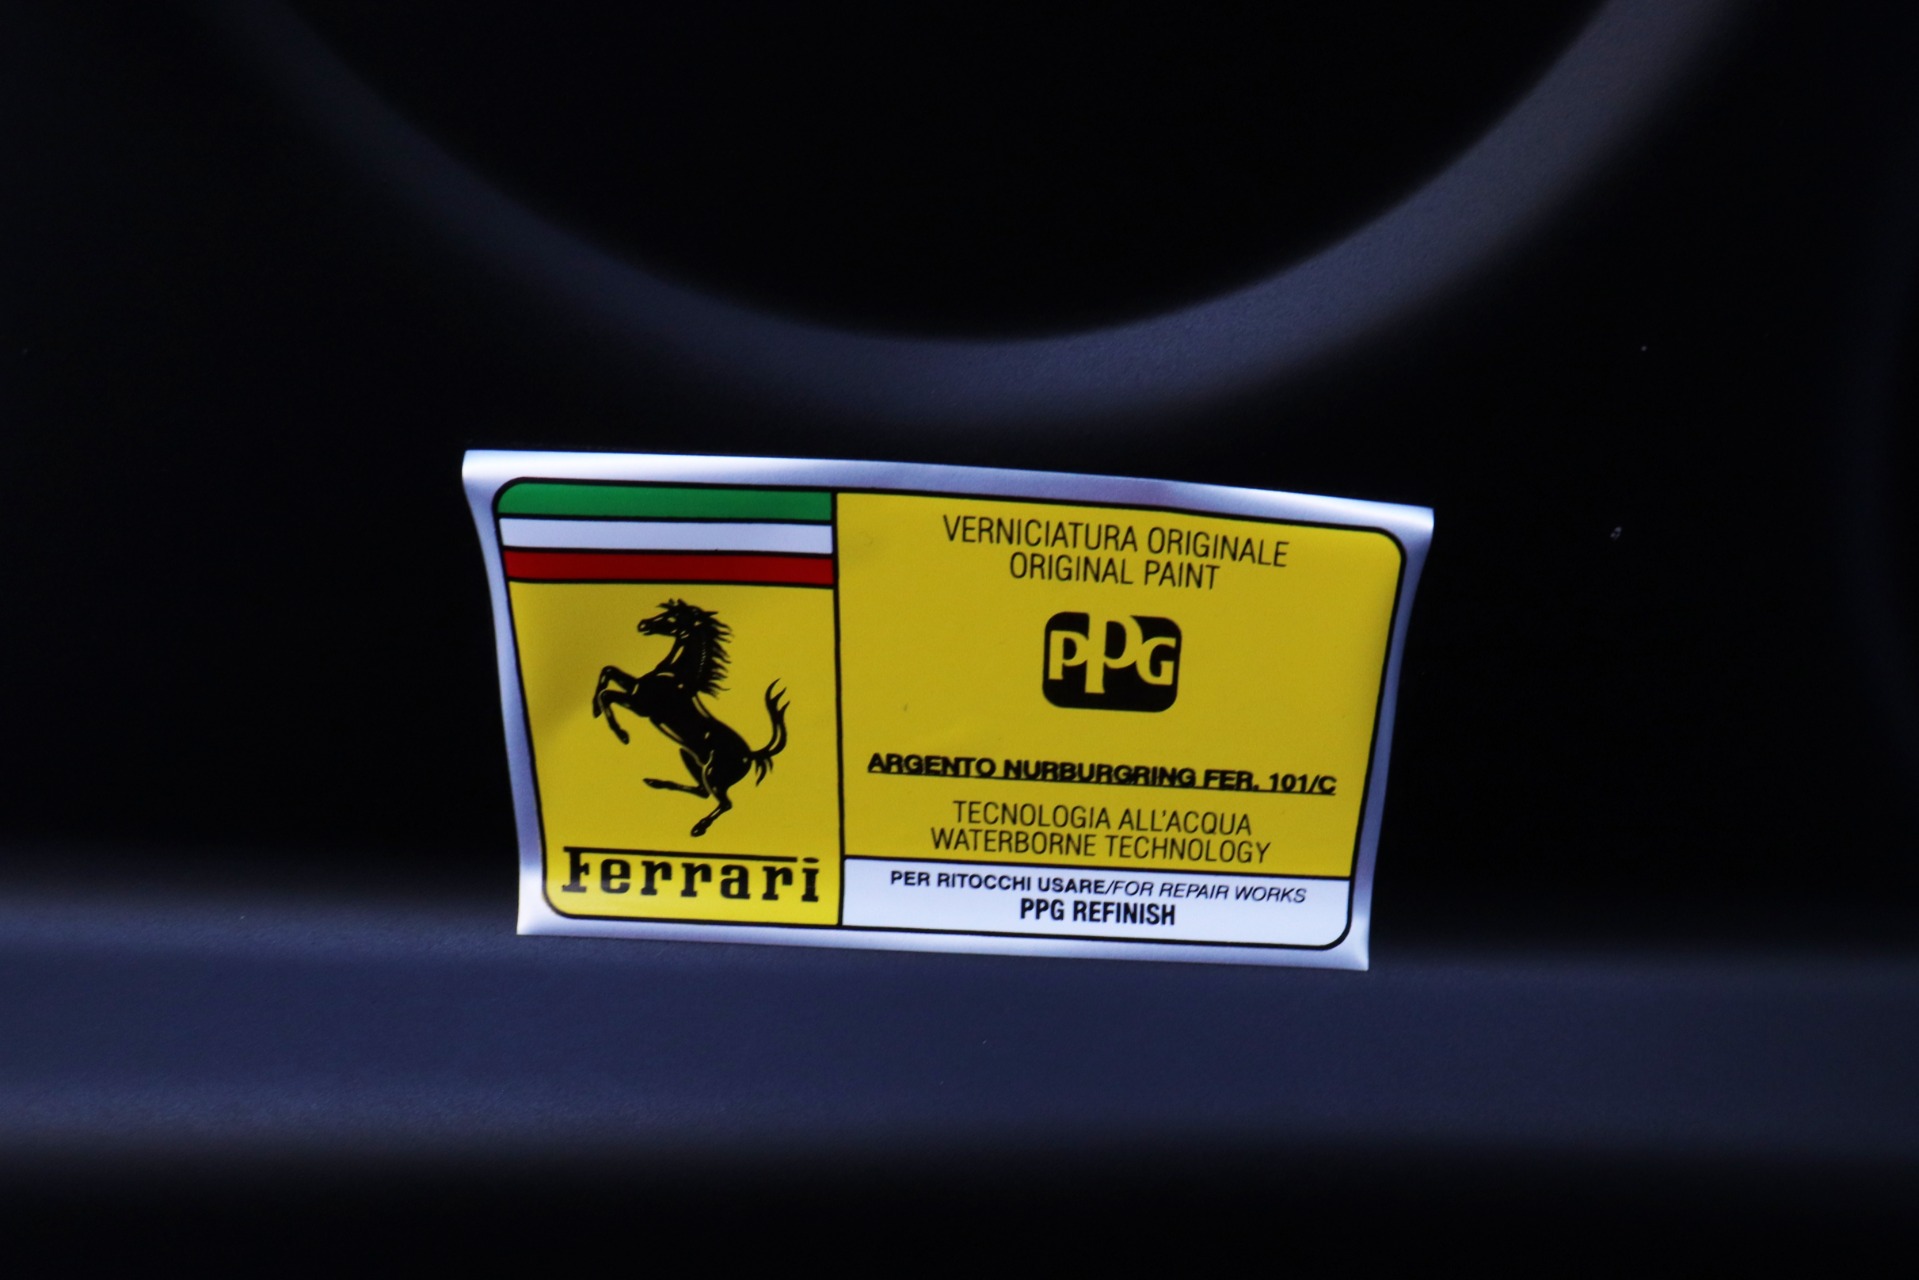 VERNICIATURA ORIGINALE
ORIGINAL PAINT
PPG
ARGENTO NURBURGRING FER. 101/C
TECNOLOGIA ALL'ACQUA
WATERBORNE TECHNOLOGY
Ferrari
PER RITOCCHI USARE/FOR REPAIR WORKS
PPG REFINISH